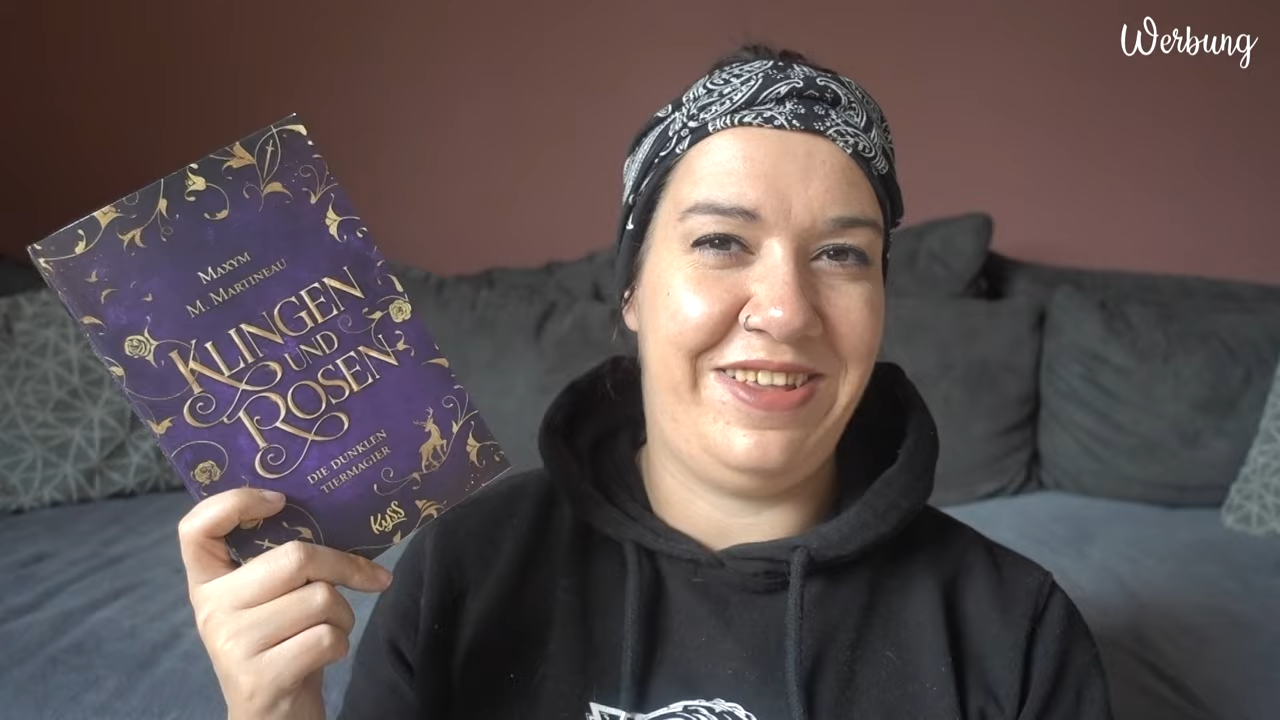 Werbung
MAXYM
M. MARTINEAU
KLINGEN
UND
ROSEN
DIE DUNKLEN
TIERMAGIER
KYSS